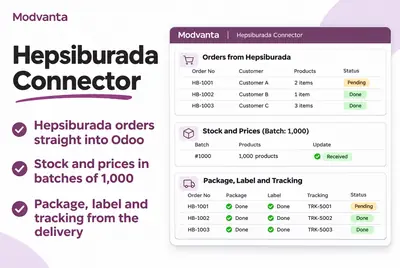 Modvanta
Hepsiburada
Connector
Hepsiburada orders
straight into Odoo
Stock and prices in
batches of 1,000
Package, label and
tracking from the
delivery
Modvanta | Hepsiburada Connector
Orders from Hepsiburada
Order No Customer Products Status
HB-1001 Customer A 2 items Pending
HB-1002 Customer B 1 item Done
HB-1003 Customer C 3 items Done
Stock and Prices (Batch: 1,000)
Batch Products Update
#1000 1,000 products Received
Package, Label and Tracking
Order No Package Label Tracking Status
HB-1001 Done Done TRK-5001 Pending
HB-1002 Done Done TRK-5002 Done
HB-1003 Done Done TRK-5003 Done